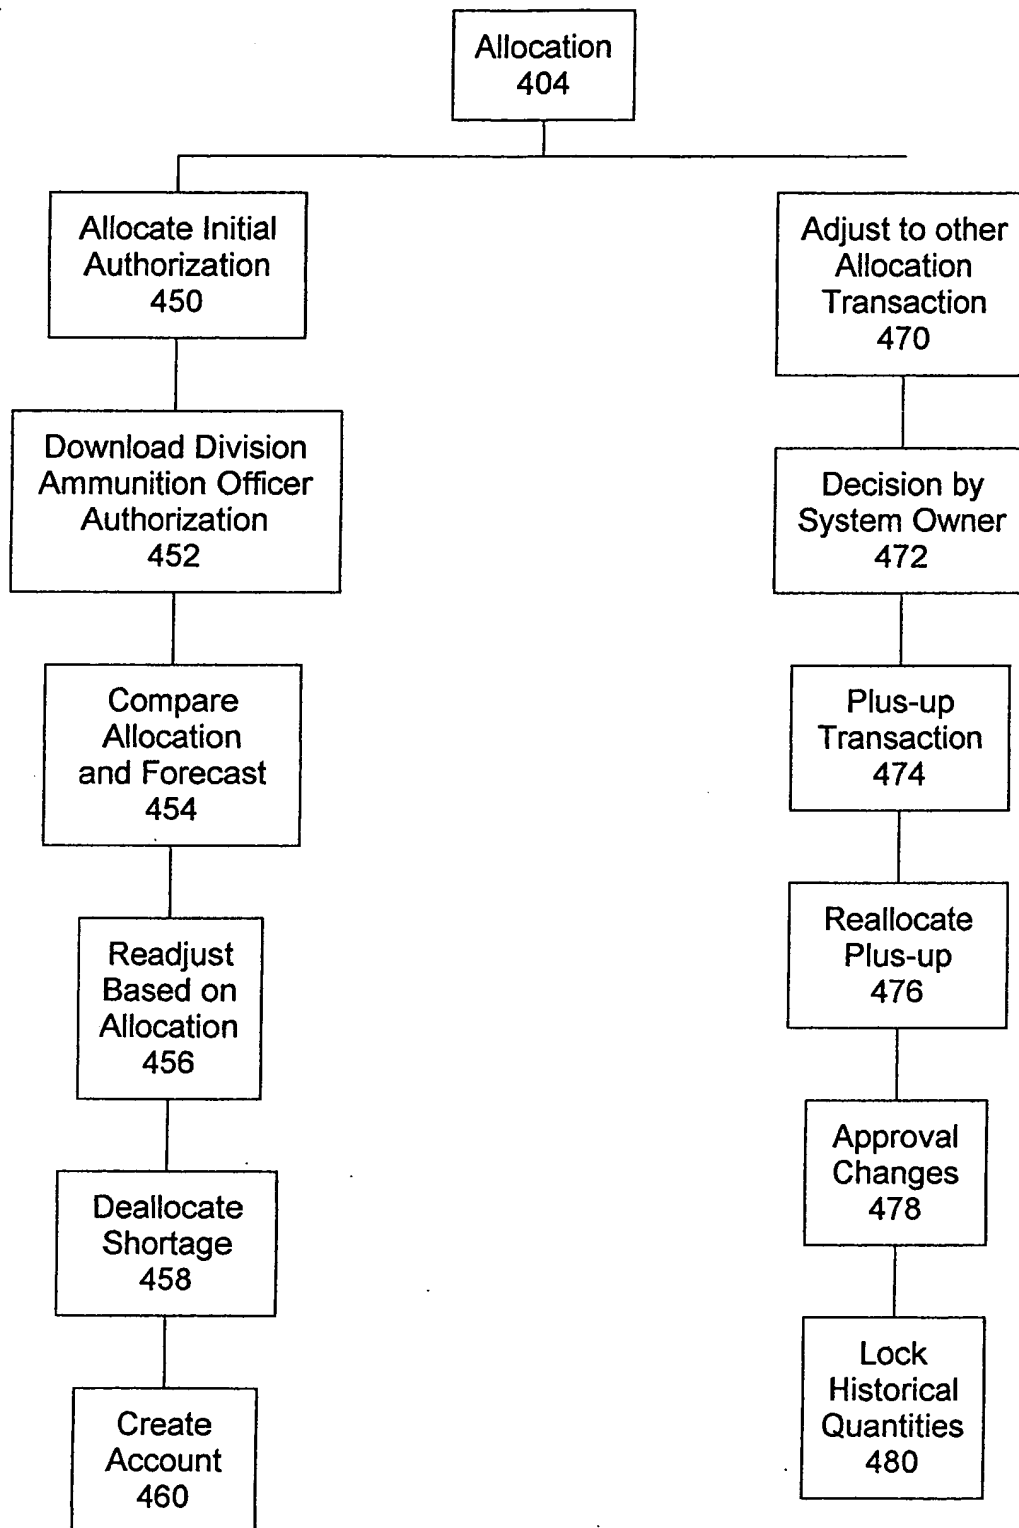 Allocation
404
Allocate Initial
Authorization
450
Download Division
Ammunition Officer
Authorization
452
Compare
Allocation
and Forecast
454
Readjust
Based on
Allocation
456
Deallocate
Shortage
458
Create
Account
460
Adjust to other
Allocation
Transaction
470
Decision by
System Owner
472
Plus-up
Transaction
474
Reallocate
Plus-up
476
Approval
Changes
478
Lock
Historical
Quantities
480